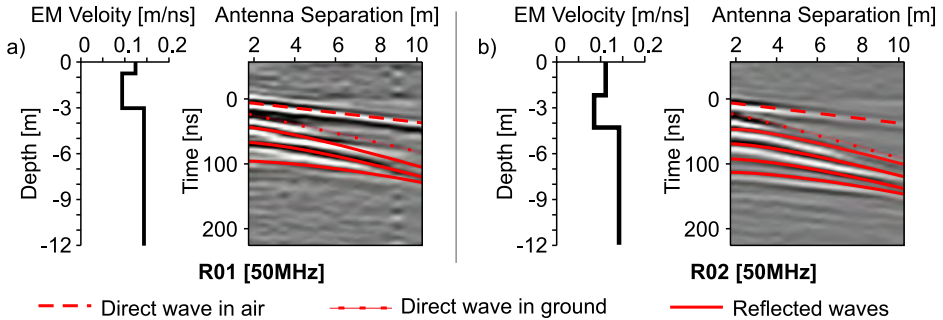 EM Veloity [m/ns]
Antenna Separation [m]
EM Velocity [m/ns]
Antenna Separation [m]
a)
0 0.1 0.2
2 4 6 8 10
b)
0 0.1 0.2
2 4 6 8 10
0
-3
-6
-9
-12
Depth [m]
0
100
200
Time [ns]
0
-3
-6
-9
-12
Depth [m]
0
100
200
Time [ns]
R01 [50MHz]
R02 [50MHz]
Direct wave in air
Direct wave in ground
Reflected waves